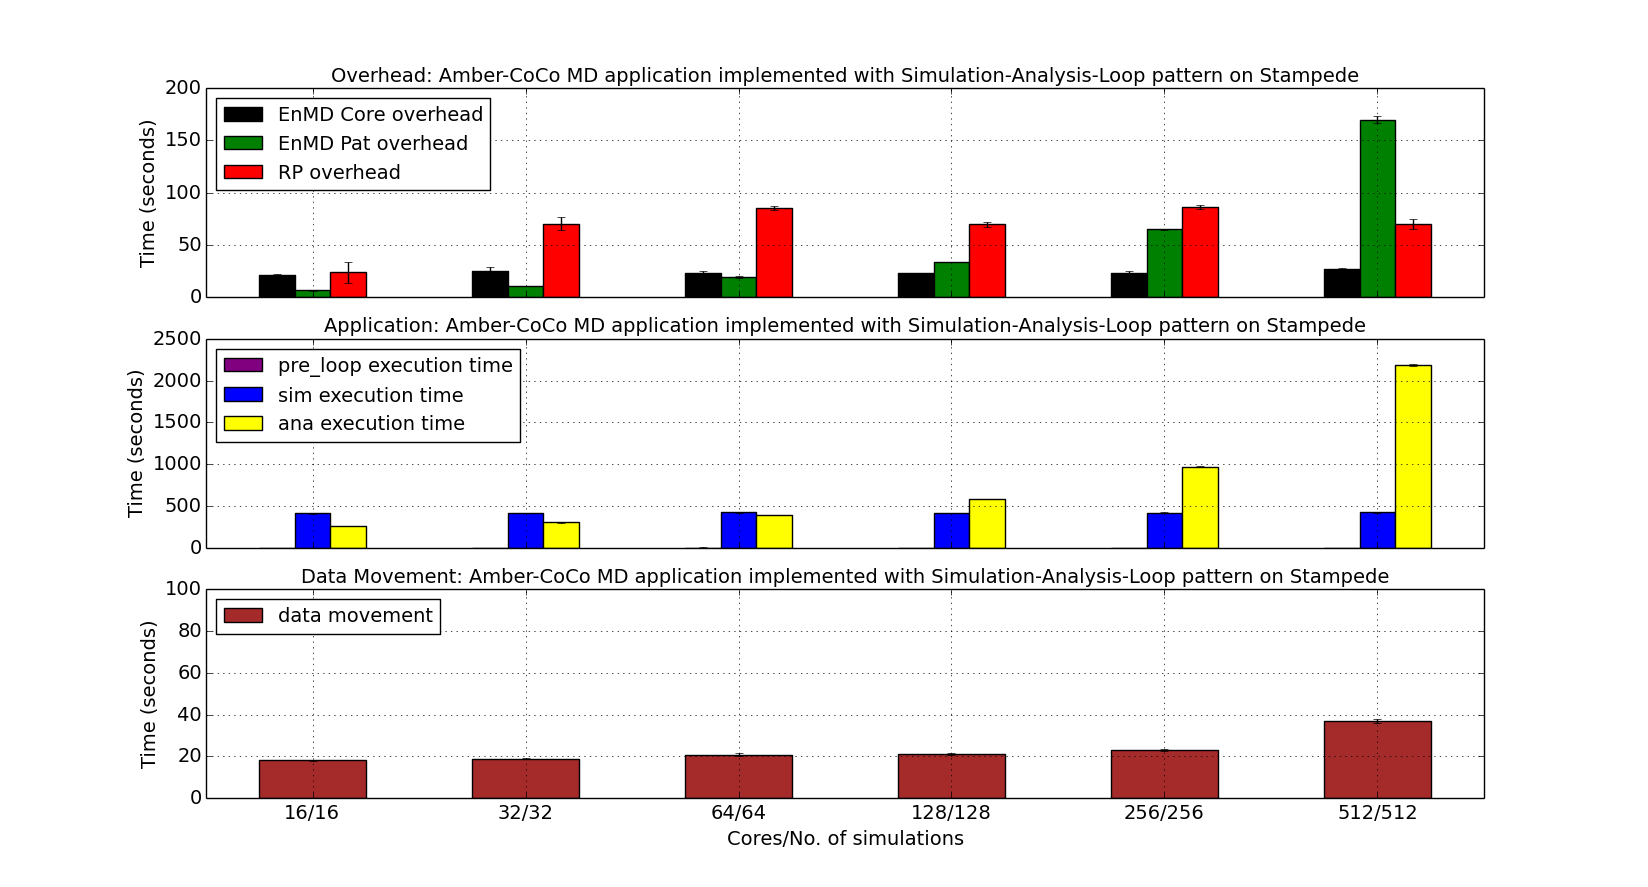 Overhead: Amber-CoCo MD application implemented with Simulation-Analysis-Loop pattern on Stampede
200
150
100
50
0
Time (seconds)
EnMD Core overhead
EnMD Pat overhead
RP overhead
Application: Amber-CoCo MD application implemented with Simulation-Analysis-Loop pattern on Stampede
2500
2000
1500
1000
500
0
Time (seconds)
pre_loop execution time
sim execution time
ana execution time
Data Movement: Amber-CoCo MD application implemented with Simulation-Analysis-Loop pattern on Stampede
100
80
60
40
20
0
Time (seconds)
data movement
16/16 32/32 64/64 128/128 256/256 512/512
Cores/No. of simulations